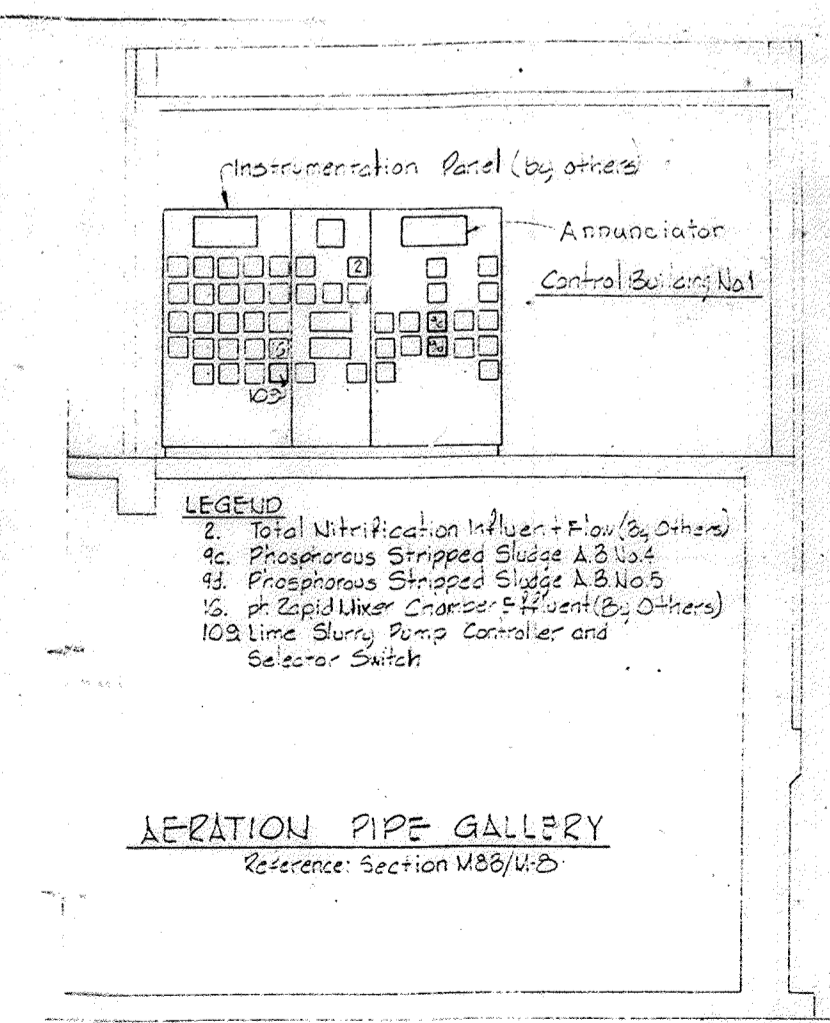 Instrumentation Panel (by others)
Annunciator
Control Building No.1
2
9c
16
9d
109
LEGEND
2. Total Nitrification Influent Flow (By Others)
9c. Phosphorous Stripped Sludge A.B No.4
9d. Phosphorous Stripped Sludge A.B.No.5
16. pH Rapid Mixer Chamber Effluent (By Others)
109. Lime Slurry Pump Controller and
Selector Switch
AERATION PIPE GALLERY
Reference: Section M83/M-8